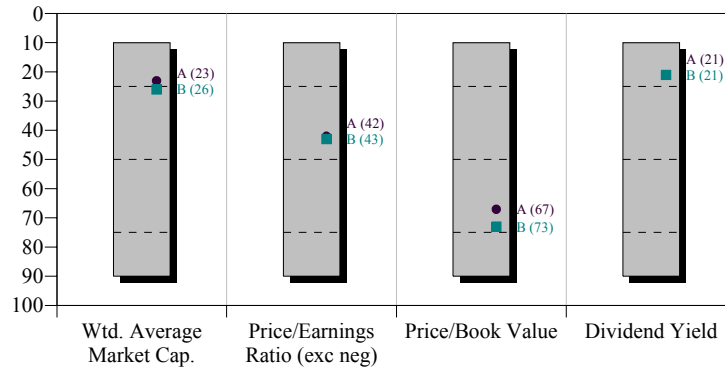 0
10
20
30
40
50
60
70
80
90
100
A (23)
B (26)
A (42)
B (43)
A (67)
B (73)
A (21)
B (21)
Wtd. Average
Market Cap.
Price/Earnings
Ratio (exc neg)
Price/Book Value
Dividend Yield